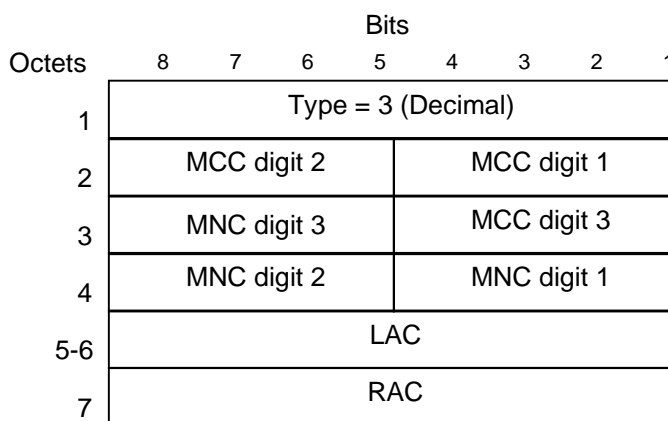 Bits
Octets 8 7 6 5 4 3 2 1
1 Type = 3 (Decimal)
2 MCC digit 2 MCC digit 1
3 MNC digit 3 MCC digit 3
4 MNC digit 2 MNC digit 1
5-6 LAC
7 RAC